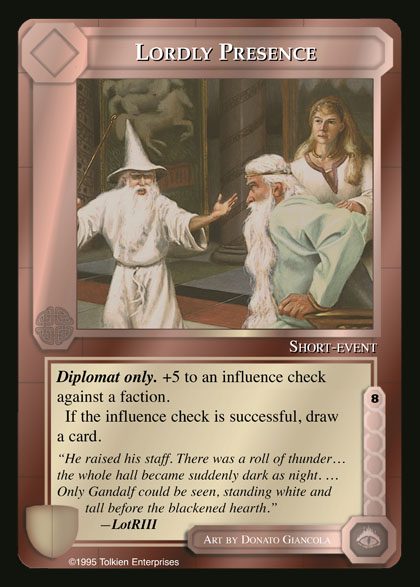 Lordly Presence
Short-event
Diplomat only. +5 to an influence check
against a faction.
If the influence check is successful, draw
a card.
8
“He raised his staff. There was a roll of thunder…
the whole hall became suddenly dark as night. …
Only Gandalf could be seen, standing white and
tall before the blackened hearth.”
—LotRIII
Art by Donato Giancola
©1995 Tolkien Enterprises